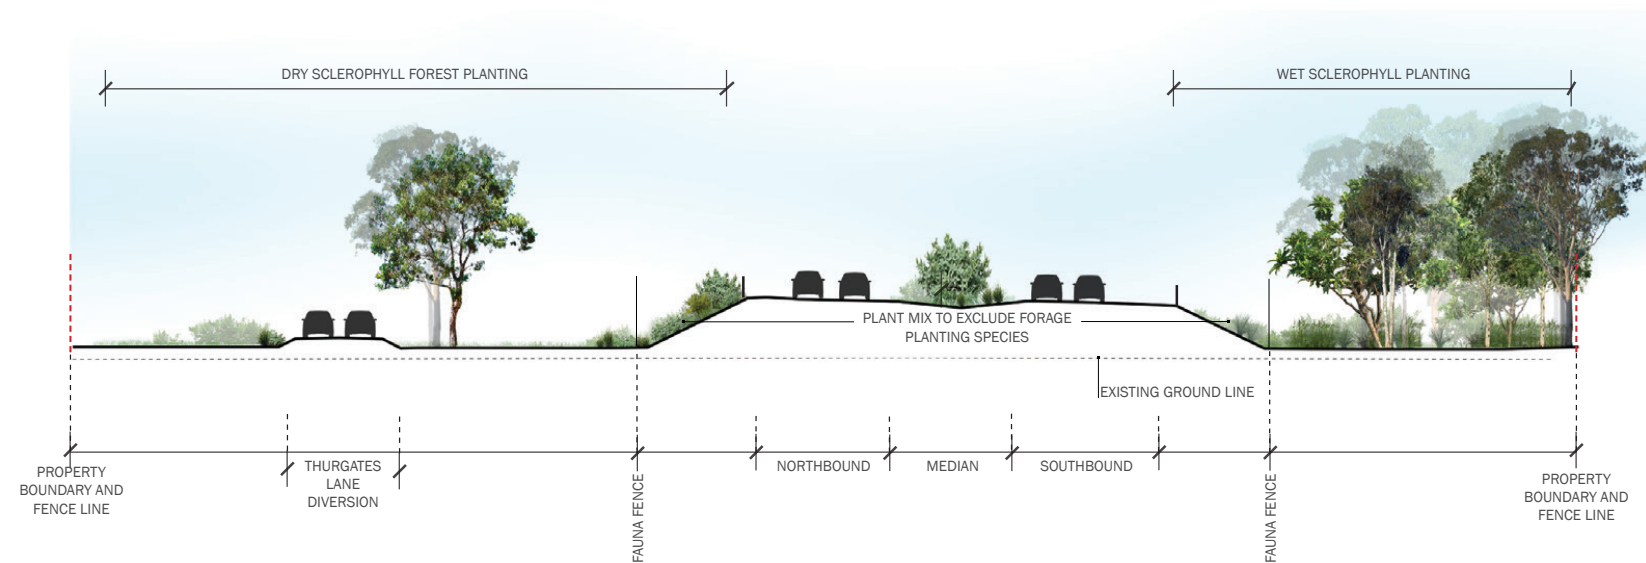 DRY SCLEROPHYLL FOREST PLANTING
WET SCLEROPHYLL PLANTING
PLANT MIX TO EXCLUDE FORAGE
PLANTING SPECIES
EXISTING GROUND LINE
PROPERTY
BOUNDARY AND
FENCE LINE
THURGATES
LANE
DIVERSION
FAUNA FENCE
NORTHBOUND
MEDIAN
SOUTHBOUND
FAUNA FENCE
PROPERTY
BOUNDARY AND
FENCE LINE